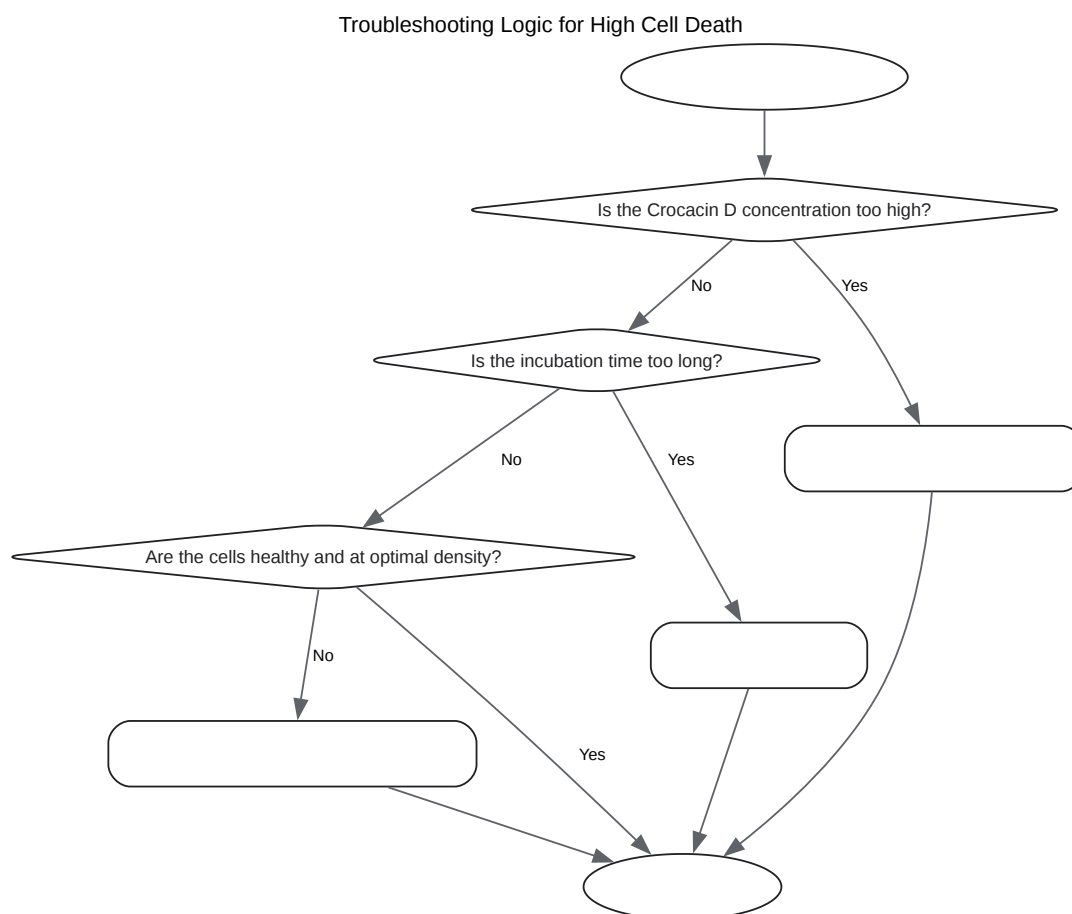 Troubleshooting Logic for High Cell Death
Is the Crocacin D concentration too high?
No
Yes
Is the incubation time too long?
No
Yes
Are the cells healthy and at optimal density?
No
Yes